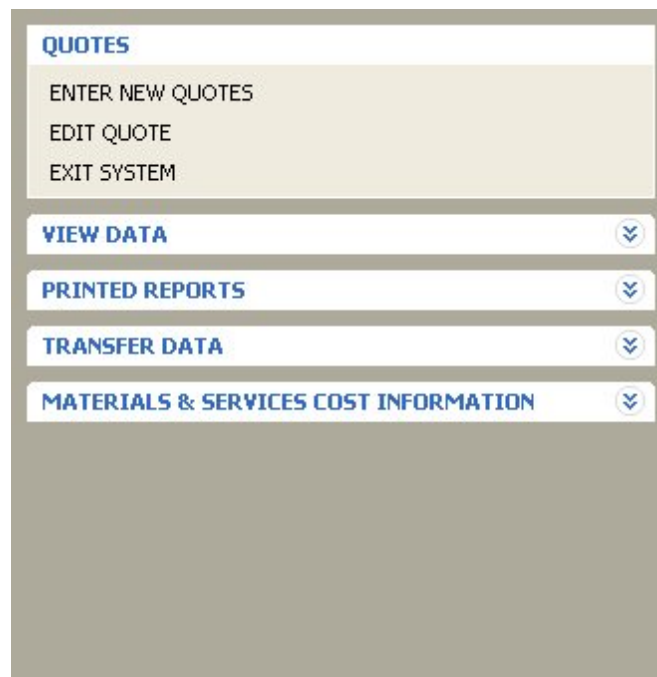 QUOTES
ENTER NEW QUOTES
EDIT QUOTE
EXIT SYSTEM
VIEW DATA
PRINTED REPORTS
TRANSFER DATA
MATERIALS & SERVICES COST INFORMATION